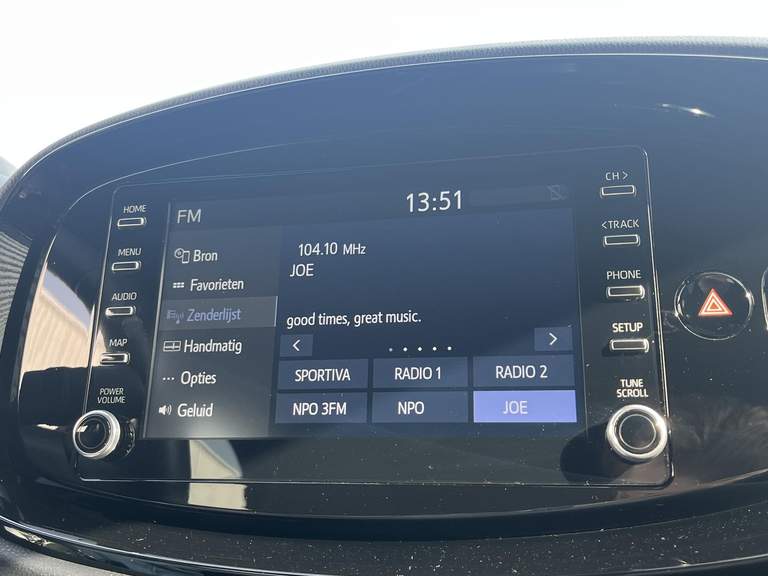 HOME
MENU
AUDIO
MAP
POWER
VOLUME
FM
13:51
Bron
Favorieten
Zenderlijst
Handmatig
Opties
Geluid
104.10 MHz
JOE
good times, great music.
< >
SPORTIVA RADIO 1 RADIO 2
NPO 3FM NPO JOE
CH >
< TRACK
PHONE
SETUP
TUNE
SCROLL